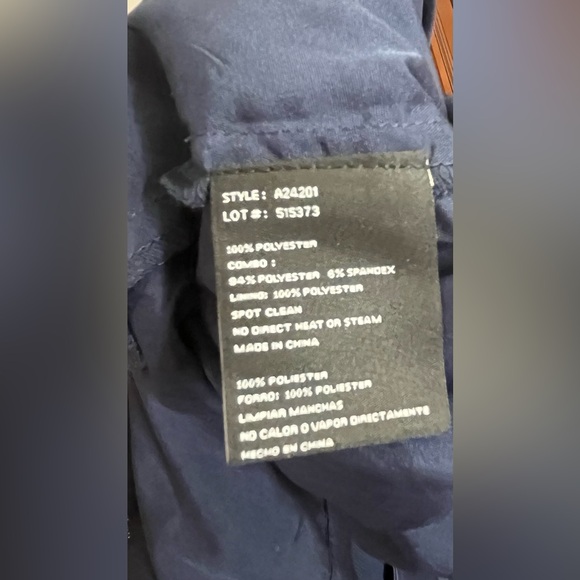 STYLE: A24201
LOT#: 515373
100% POLYESTER
COMBO :
94% POLYESTER 6% SPANDEX
LINING: 100% POLYESTER
SPOT CLEAN
NO DIRECT HEAT OR STEAM
MADE IN CHINA
100% POLIESTER
FORRO: 100% POLIESTER
LIMPIAR MANCHAS
NO CALOR O VAPOR DIRECTAMENTE
HECHO EN CHINA